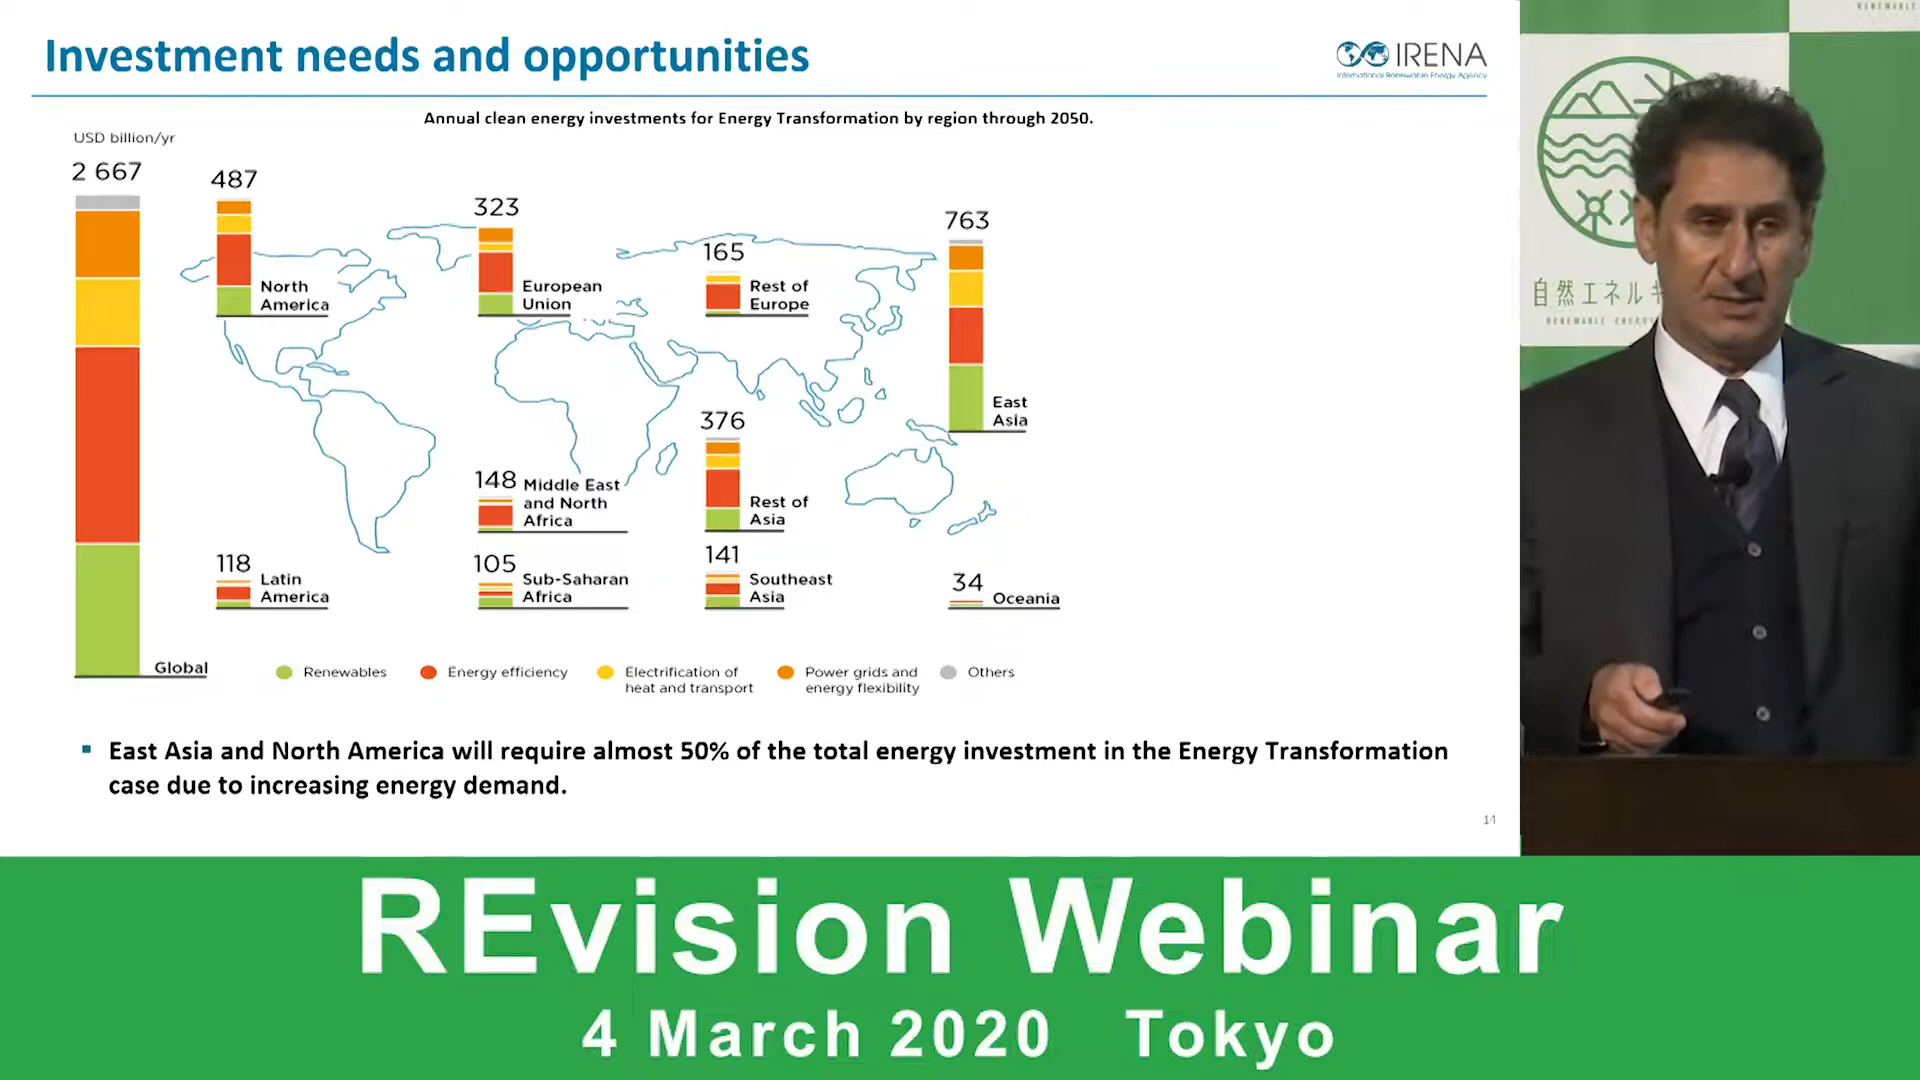 Investment needs and opportunities
IRENA
International Renewable Energy Agency
Annual clean energy investments for Energy Transformation by region through 2050.
USD billion/yr
2 667
Global
487
North
America
323
European
Union
165
Rest of
Europe
763
East
Asia
376
Rest of
Asia
148
Middle East
and North
Africa
118
Latin
America
105
Sub-Saharan
Africa
141
Southeast
Asia
34
Oceania
Renewables
Energy efficiency
Electrification of
heat and transport
Power grids and
energy flexibility
Others
▪ East Asia and North America will require almost 50% of the total energy investment in the Energy Transformation
case due to increasing energy demand.
14
自然エネルギ
RENEWABLE ENERGY
REvision Webinar
4 March 2020 Tokyo